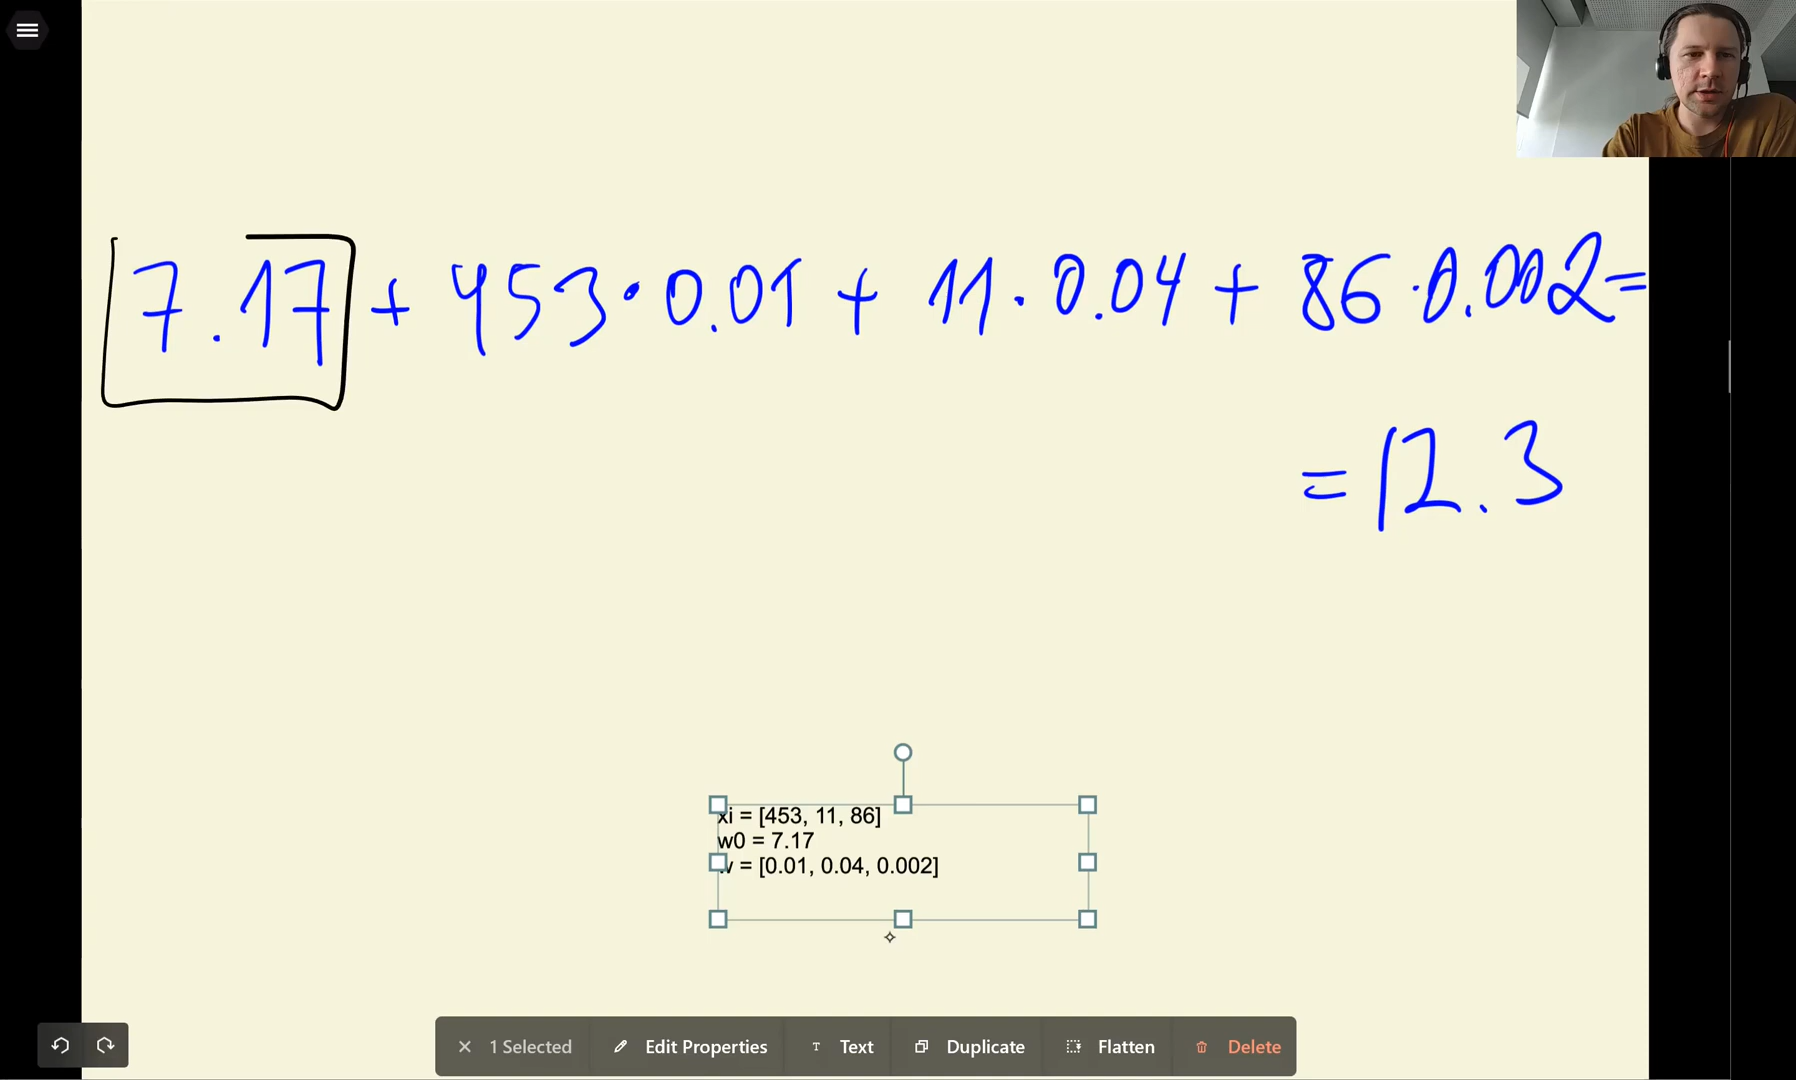 7.17 + 453 · 0.01 + 11 · 0.04 + 86 · 0.002 =
= 12.3
xi = [453, 11, 86]
w0 = 7.17
w = [0.01, 0.04, 0.002]
1 Selected Edit Properties T Text Duplicate Flatten Delete